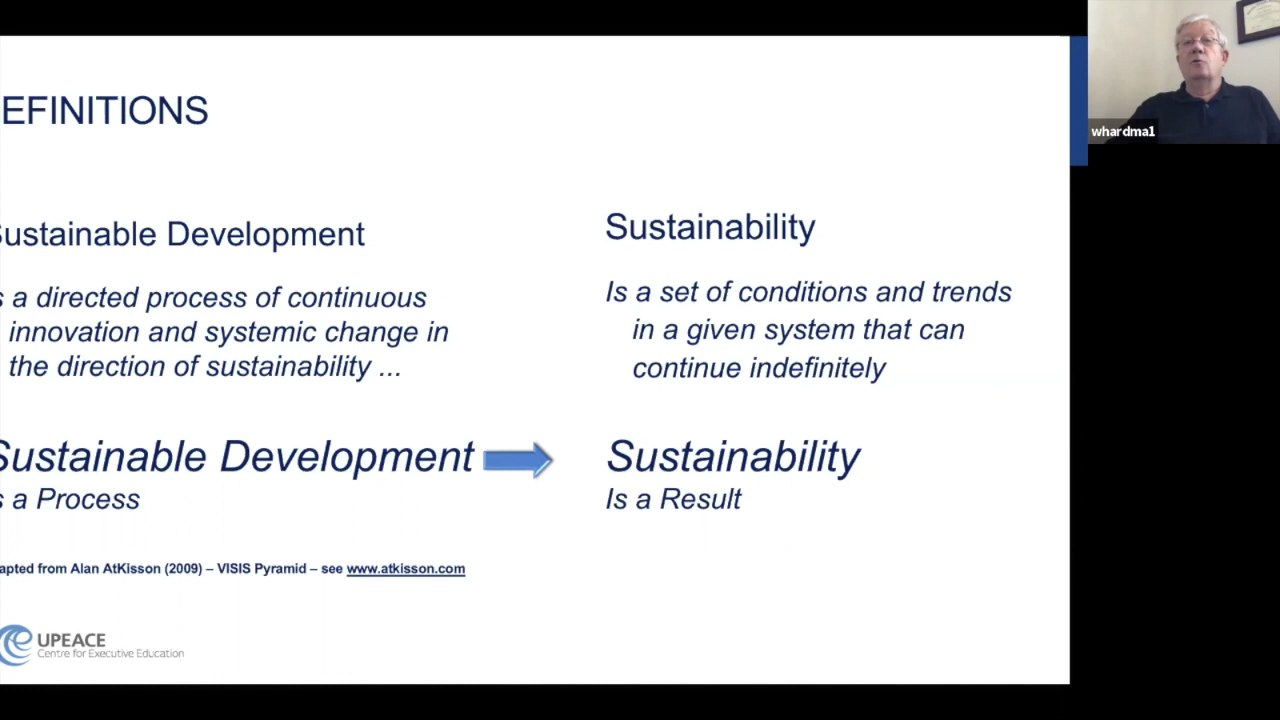 EFINITIONS
Sustainable Development
s a directed process of continuous
innovation and systemic change in
the direction of sustainability ...
Sustainability
Is a set of conditions and trends
in a given system that can
continue indefinitely
Sustainable Development
s a Process
Sustainability
Is a Result
apted from Alan AtKisson (2009) – VISIS Pyramid – see www.atkisson.com
UPEACE
Centre for Executive Education
whardma1